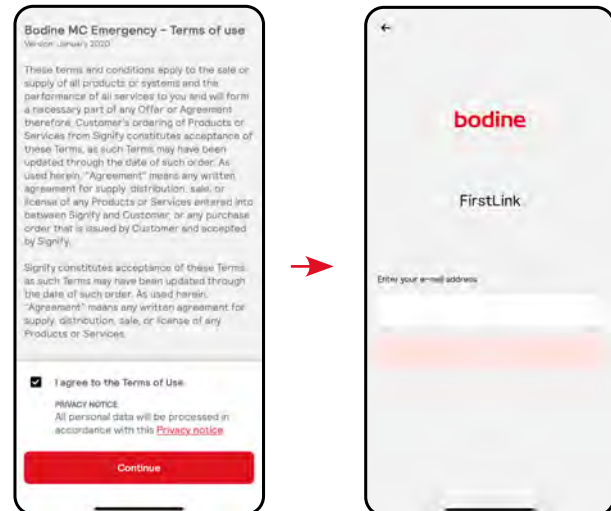 Bodine MC Emergency – Terms of use
Version: January 2020
These terms and conditions apply to the sale or
supply of all products or systems and the
performance of all services to you and will form
a necessary part of any Offer or Agreement
therefore. Customer's ordering of Products or
Services from Signify constitutes acceptance of
these Terms, as such Terms may have been
updated through the date of such order. As
used herein, "Agreement" means any written
agreement for supply, distribution, sale, or
license of any Products or Services entered into
between Signify and Customer, or any purchase
order that is issued by Customer and accepted
by Signify.
Signify constitutes acceptance of these Terms,
as such Terms may have been updated through
the date of such order. As used herein,
"Agreement" means any written agreement for
supply, distribution, sale, or license of any
Products or Services.
I agree to the Terms of Use
PRIVACY NOTICE
All personal data will be processed in
accordance with this Privacy notice
Continue
bodine
FirstLink
Enter your e-mail address